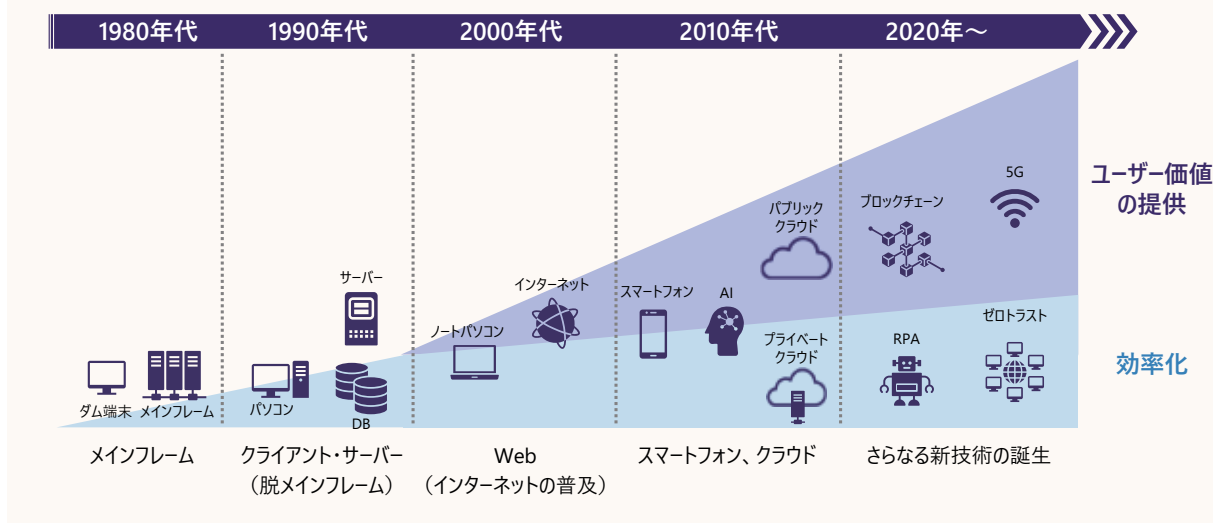 1980年代
1990年代
2000年代
2010年代
2020年～
ユーザー価値
の提供
効率化
ダム端末
メインフレーム
サーバー
パソコン
DB
ノートパソコン
インターネット
スマートフォン
AI
パブリック
クラウド
プライベート
クラウド
ブロックチェーン
5G
RPA
ゼロトラスト
メインフレーム
クライアント・サーバー
（脱メインフレーム）
Web
（インターネットの普及）
スマートフォン、クラウド
さらなる新技術の誕生